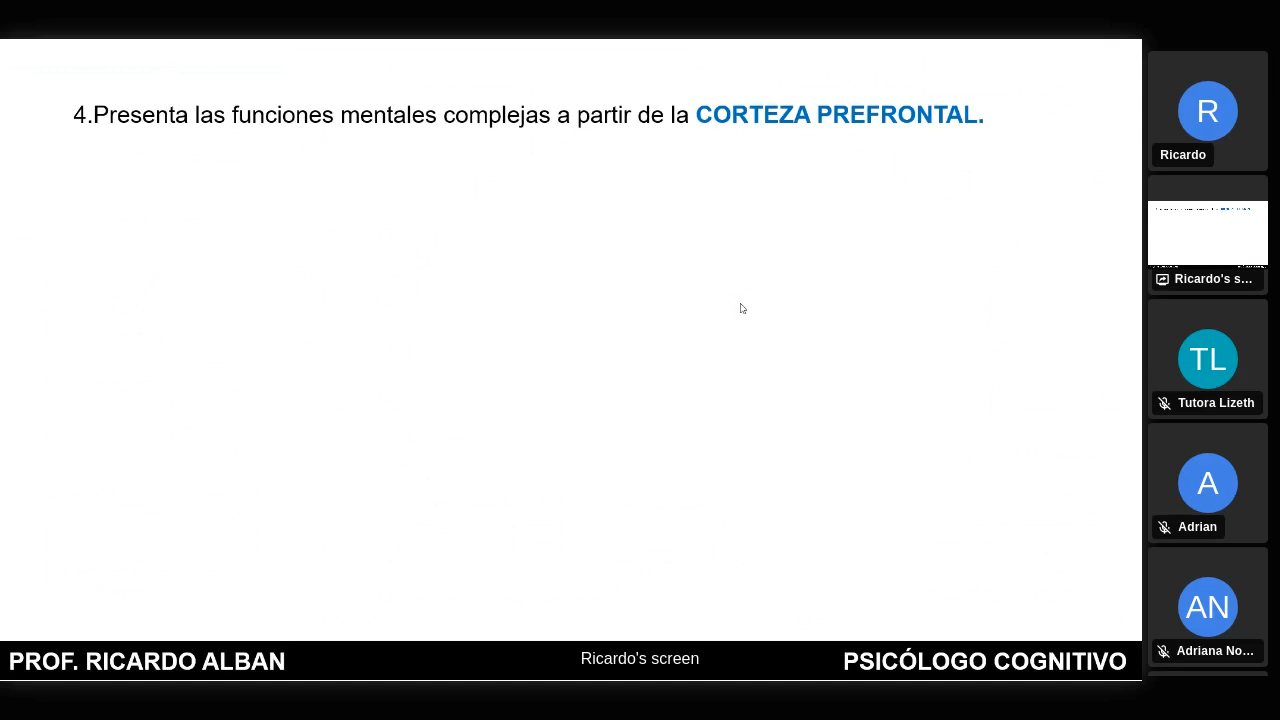 4.Presenta las funciones mentales complejas a partir de la CORTEZA PREFRONTAL.
PROF. RICARDO ALBAN
Ricardo's screen
PSICÓLOGO COGNITIVO
R
Ricardo
Ricardo's s...
TL
Tutora Lizeth
A
Adrian
AN
Adriana No...